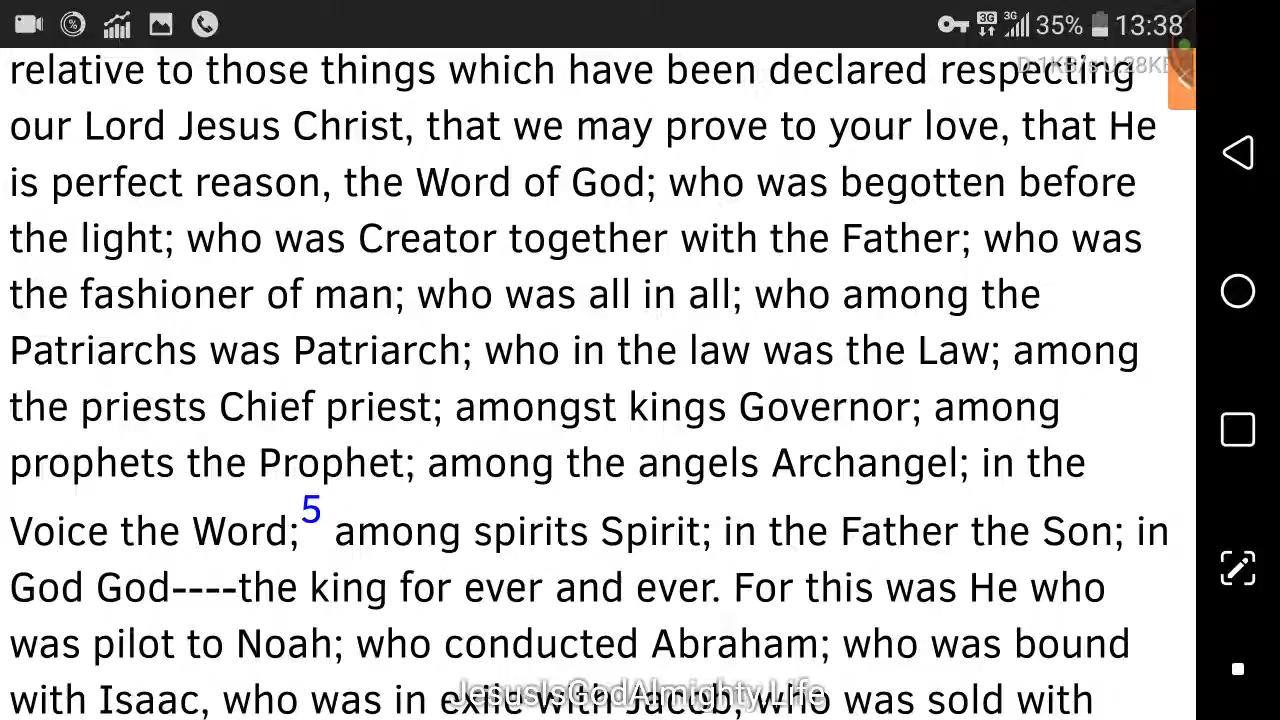 3G 3G 35% 13:38
relative to those things which have been declared respecting
our Lord Jesus Christ, that we may prove to your love, that He
is perfect reason, the Word of God; who was begotten before
the light; who was Creator together with the Father; who was
the fashioner of man; who was all in all; who among the
Patriarchs was Patriarch; who in the law was the Law; among
the priests Chief priest; amongst kings Governor; among
prophets the Prophet; among the angels Archangel; in the
Voice the Word;5 among spirits Spirit; in the Father the Son; in
God God----the king for ever and ever. For this was He who
was pilot to Noah; who conducted Abraham; who was bound
with Isaac, who was in exile with Jacob, who was sold with
JesusIsGodAlmighty.Life